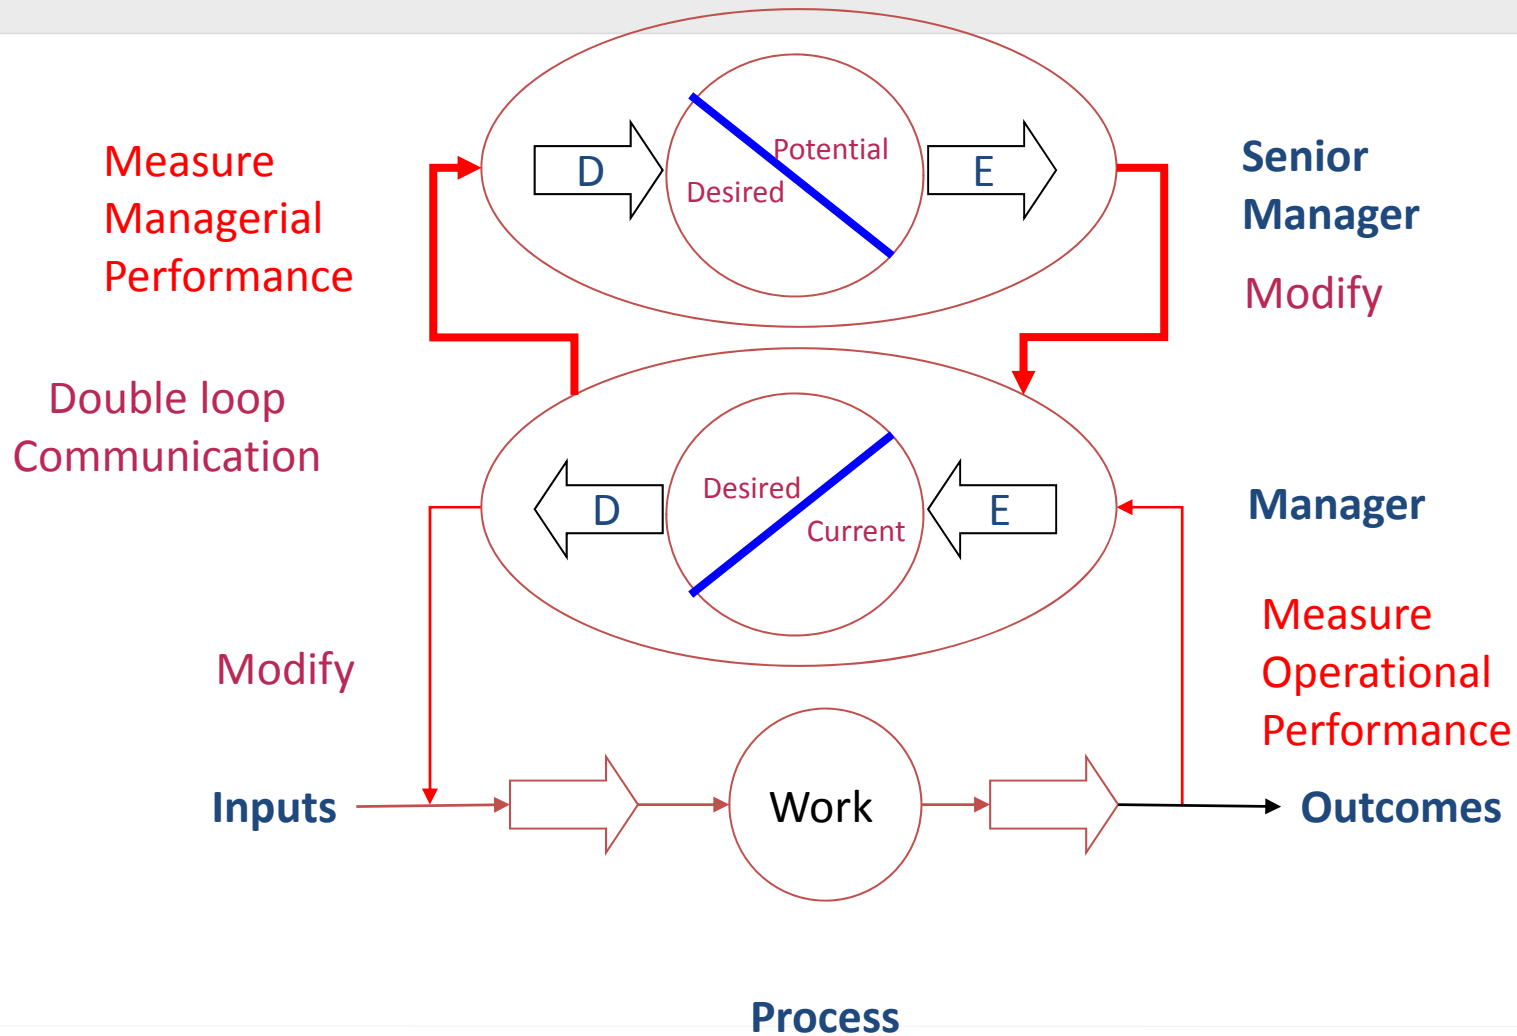 Measure
Managerial
Performance
D
Potential
Desired
E
Senior
Manager
Modify
Double loop
Communication
D
Desired
Current
E
Manager
Modify
Measure
Operational
Performance
Inputs
Work
Outcomes
Process